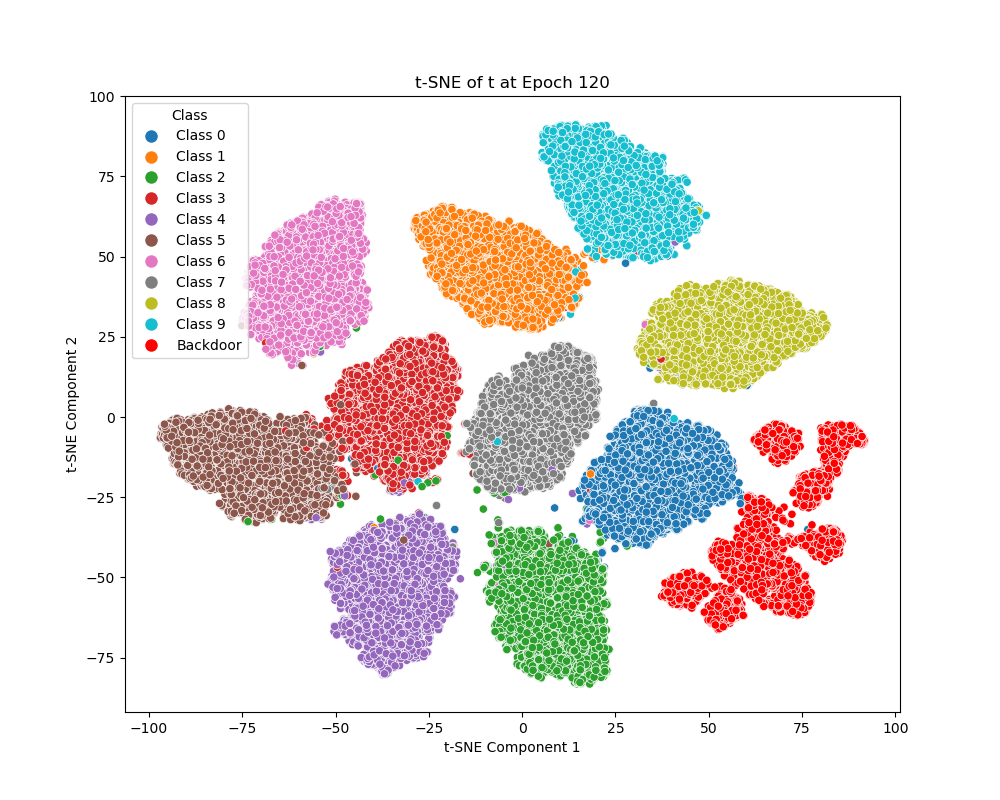 t-SNE of t at Epoch 120
Class
Class 0
Class 1
Class 2
Class 3
Class 4
Class 5
Class 6
Class 7
Class 8
Class 9
Backdoor
100
75
50
25
0
−25
−50
−75
t-SNE Component 2
−100
−75
−50
−25
0
25
50
75
100
t-SNE Component 1